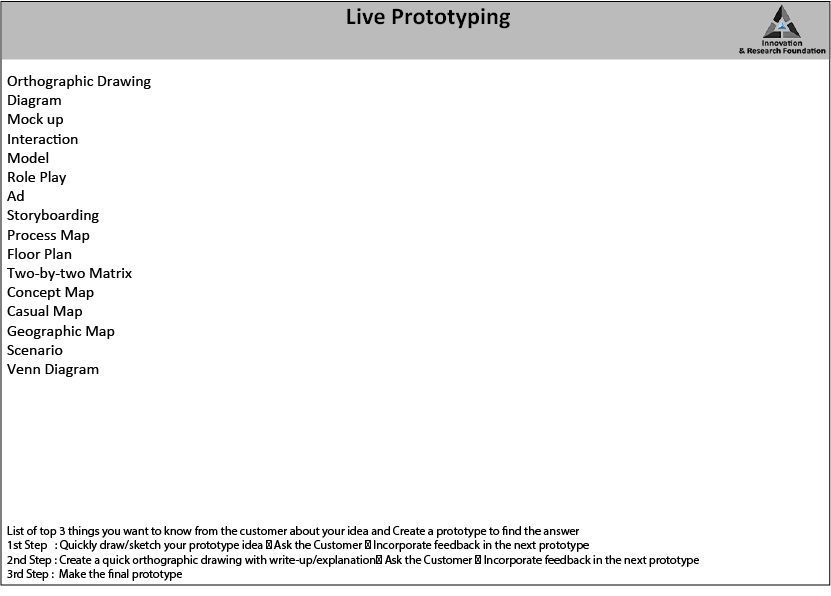 Live Prototyping
Innovation
& Research Foundation
Orthographic Drawing
Diagram
Mock up
Interaction
Model
Role Play
Ad
Storyboarding
Process Map
Floor Plan
Two-by-two Matrix
Concept Map
Casual Map
Geographic Map
Scenario
Venn Diagram
List of top 3 things you want to know from the customer about your idea and Create a prototype to find the answer
1st Step : Quickly draw/sketch your prototype idea  Ask the Customer  Incorporate feedback in the next prototype
2nd Step : Create a quick orthographic drawing with write-up/explanation Ask the Customer  Incorporate feedback in the next prototype
3rd Step : Make the final prototype